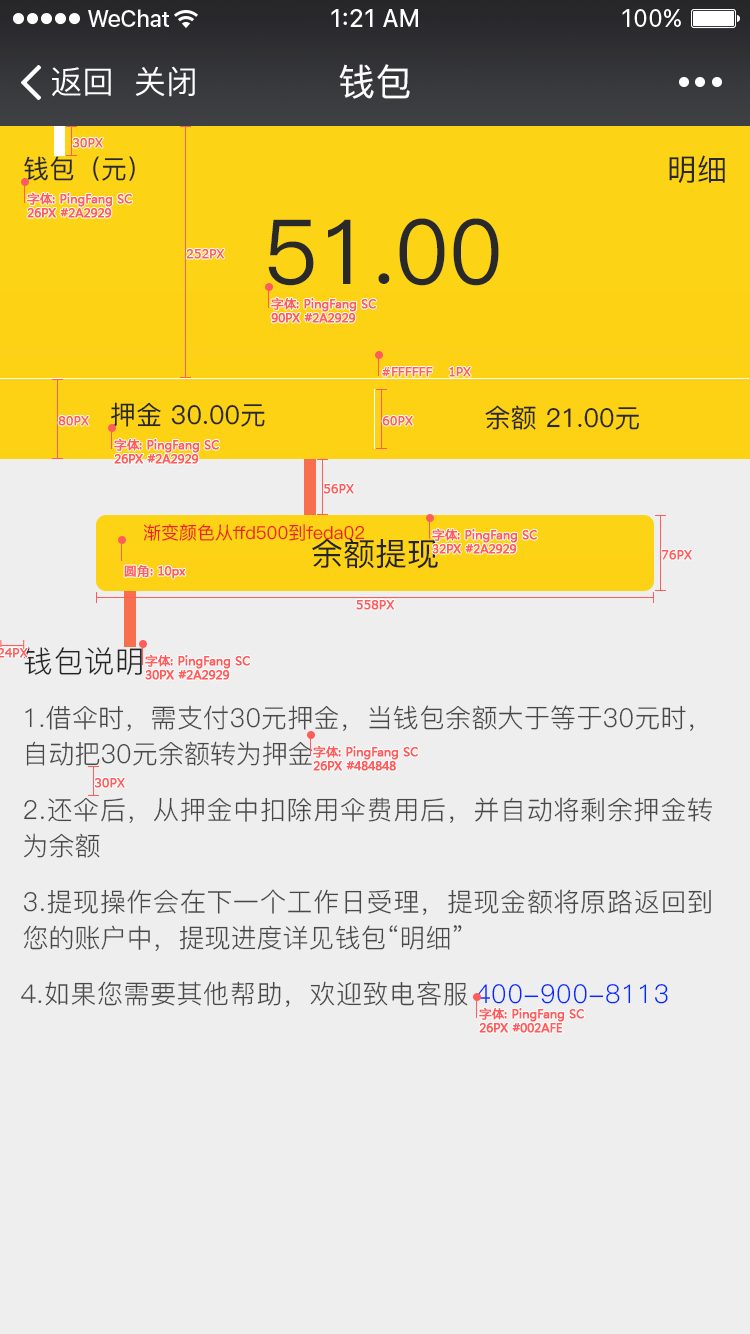 WeChat 1:21 AM 100%
返回 关闭 钱包
30PX
钱包（元） 明细
字体: PingFang SC
26PX #2A2929
252PX
51.00
字体: PingFang SC
90PX #2A2929
#FFFFFF 1PX
80PX 押金 30.00元 60PX 余额 21.00元
字体: PingFang SC
26PX #2A2929
56PX
渐变颜色从ffd500到feda02
字体: PingFang SC
32PX #2A2929
余额提现
76PX
圆角: 10px
558PX
24PX
钱包说明
字体: PingFang SC
30PX #2A2929
1.借伞时，需支付30元押金，当钱包余额大于等于30元时，
自动把30元余额转为押金
字体: PingFang SC
26PX #484848
30PX
2.还伞后，从押金中扣除用伞费用后，并自动将剩余押金转
为余额
3.提现操作会在下一个工作日受理，提现金额将原路返回到
您的账户中，提现进度详见钱包“明细”
4.如果您需要其他帮助，欢迎致电客服 400-900-8113
字体: PingFang SC
26PX #002AFE